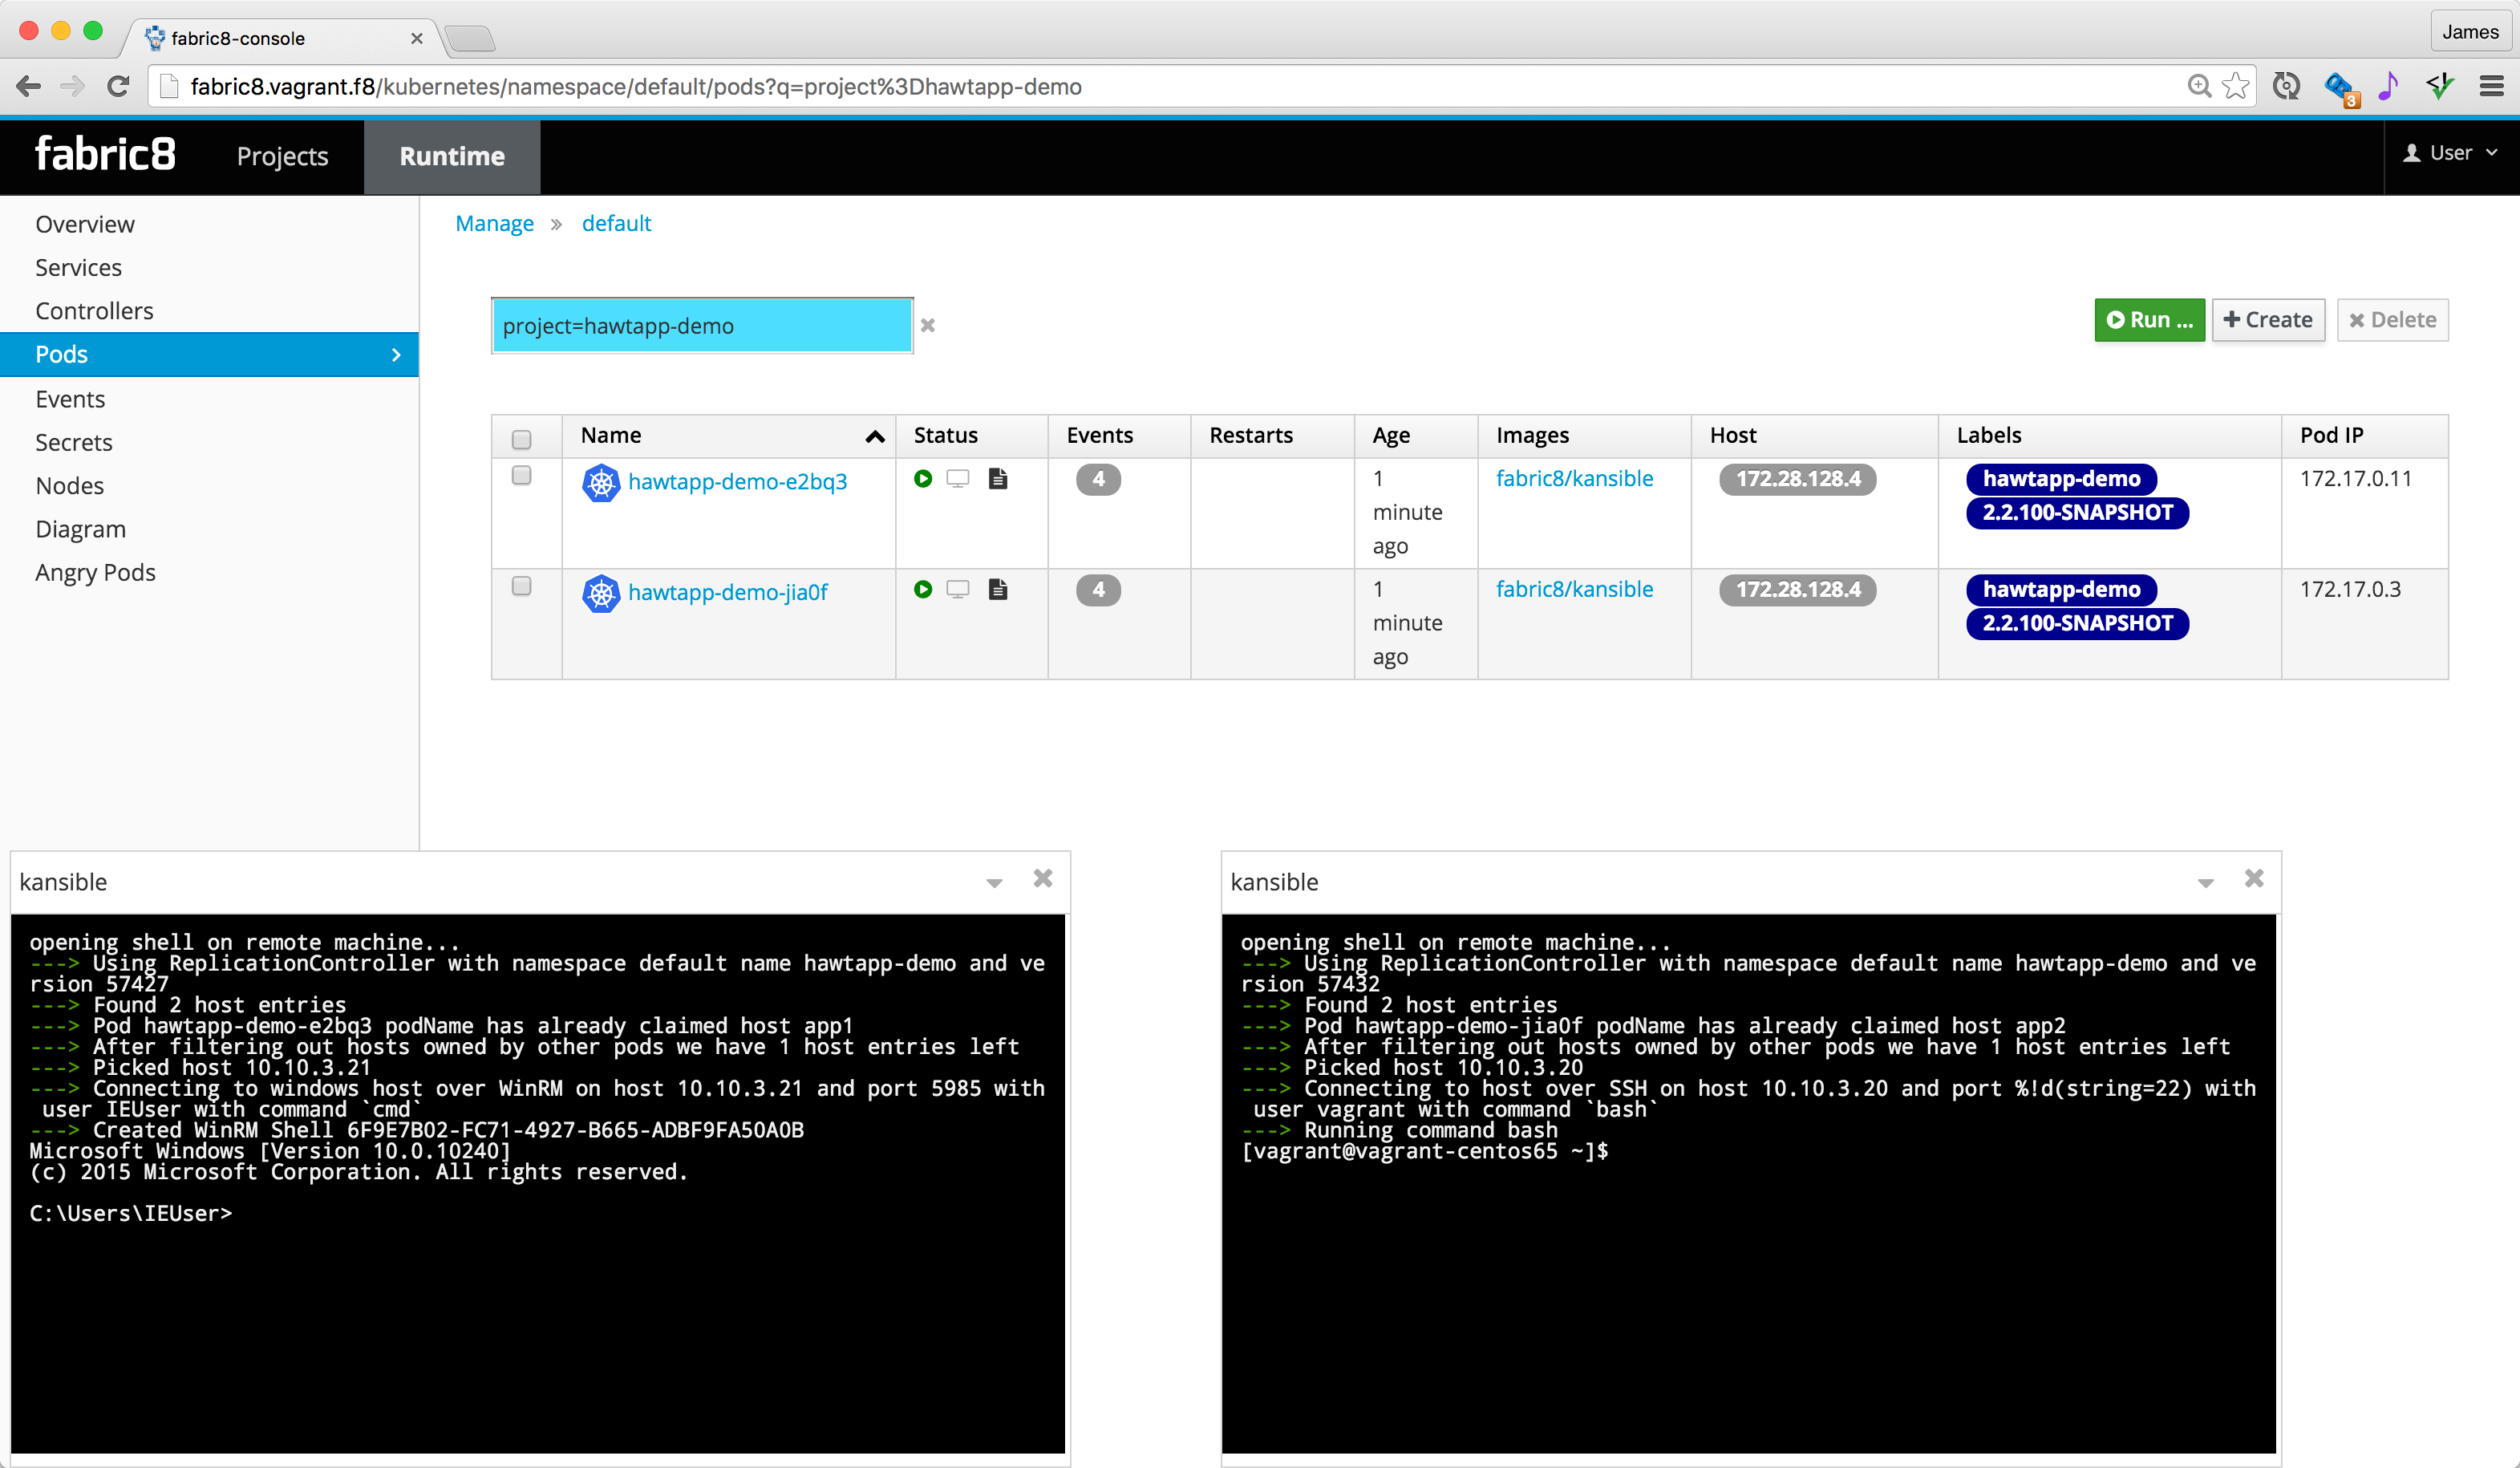 fabric8-console
James
fabric8.vagrant.f8/kubernetes/namespace/default/pods?q=project%3Dhawtapp-demo
3
fabric8 Projects Runtime User
Overview
Services
Controllers
Pods
Events
Secrets
Nodes
Diagram
Angry Pods
Manage » default
project=hawtapp-demo
Run ... Create Delete
Name Status Events Restarts Age Images Host Labels Pod IP
hawtapp-demo-e2bq3 4 1 fabric8/kansible 172.28.128.4 hawtapp-demo 172.17.0.11
minute 2.2.100-SNAPSHOT
ago
hawtapp-demo-jia0f 4 1 fabric8/kansible 172.28.128.4 hawtapp-demo 172.17.0.3
minute 2.2.100-SNAPSHOT
ago
kansible
opening shell on remote machine...
---> Using ReplicationController with namespace default name hawtapp-demo and ve
rsion 57427
---> Found 2 host entries
---> Pod hawtapp-demo-e2bq3 podName has already claimed host app1
---> After filtering out hosts owned by other pods we have 1 host entries left
---> Picked host 10.10.3.21
---> Connecting to windows host over WinRM on host 10.10.3.21 and port 5985 with
user IEUser with command `cmd`
---> Created WinRM Shell 6F9E7B02-FC71-4927-B665-ADBF9FA50A0B
Microsoft Windows [Version 10.0.10240]
(c) 2015 Microsoft Corporation. All rights reserved.
C:\Users\IEUser>
kansible
opening shell on remote machine...
---> Using ReplicationController with namespace default name hawtapp-demo and ve
rsion 57432
---> Found 2 host entries
---> Pod hawtapp-demo-jia0f podName has already claimed host app2
---> After filtering out hosts owned by other pods we have 1 host entries left
---> Picked host 10.10.3.20
---> Connecting to host over SSH on host 10.10.3.20 and port %!d(string=22) with
user vagrant with command `bash`
---> Running command bash
[vagrant@vagrant-centos65 ~]$